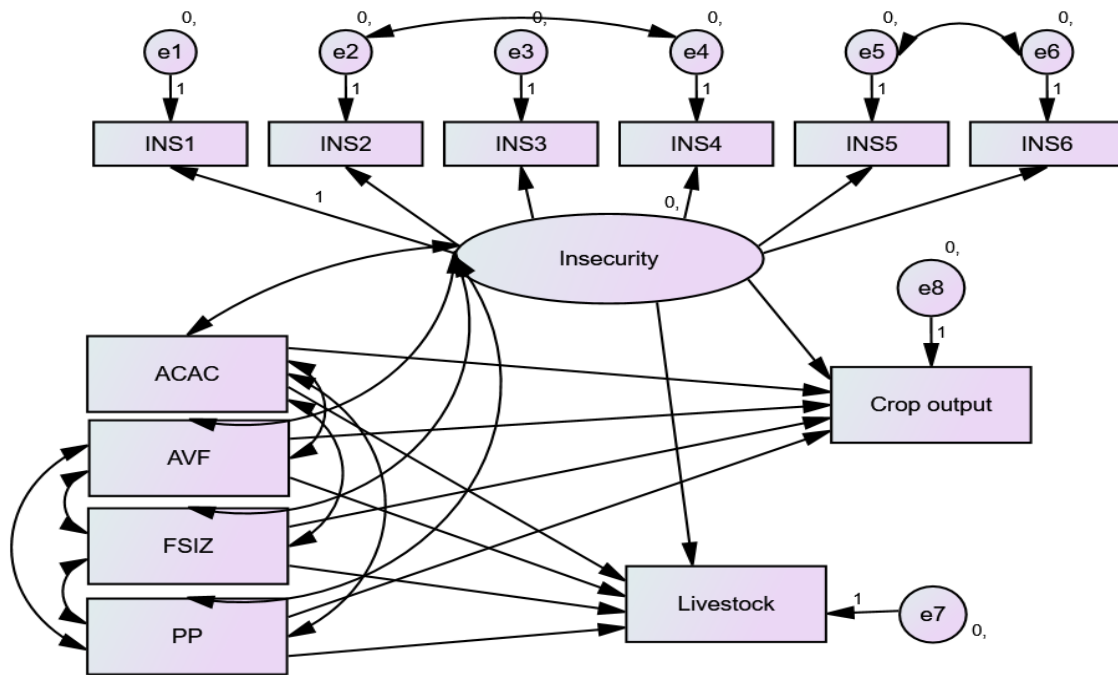 0, 0, 0, 0, 0, 0,
e1 e2 e3 e4 e5 e6
1 1 1 1 1 1
INS1 INS2 INS3 INS4 INS5 INS6
1 0,
Insecurity
0,
e8
1
ACAC
Crop output
AVF
FSIZ
Livestock
1
e7
0,
PP